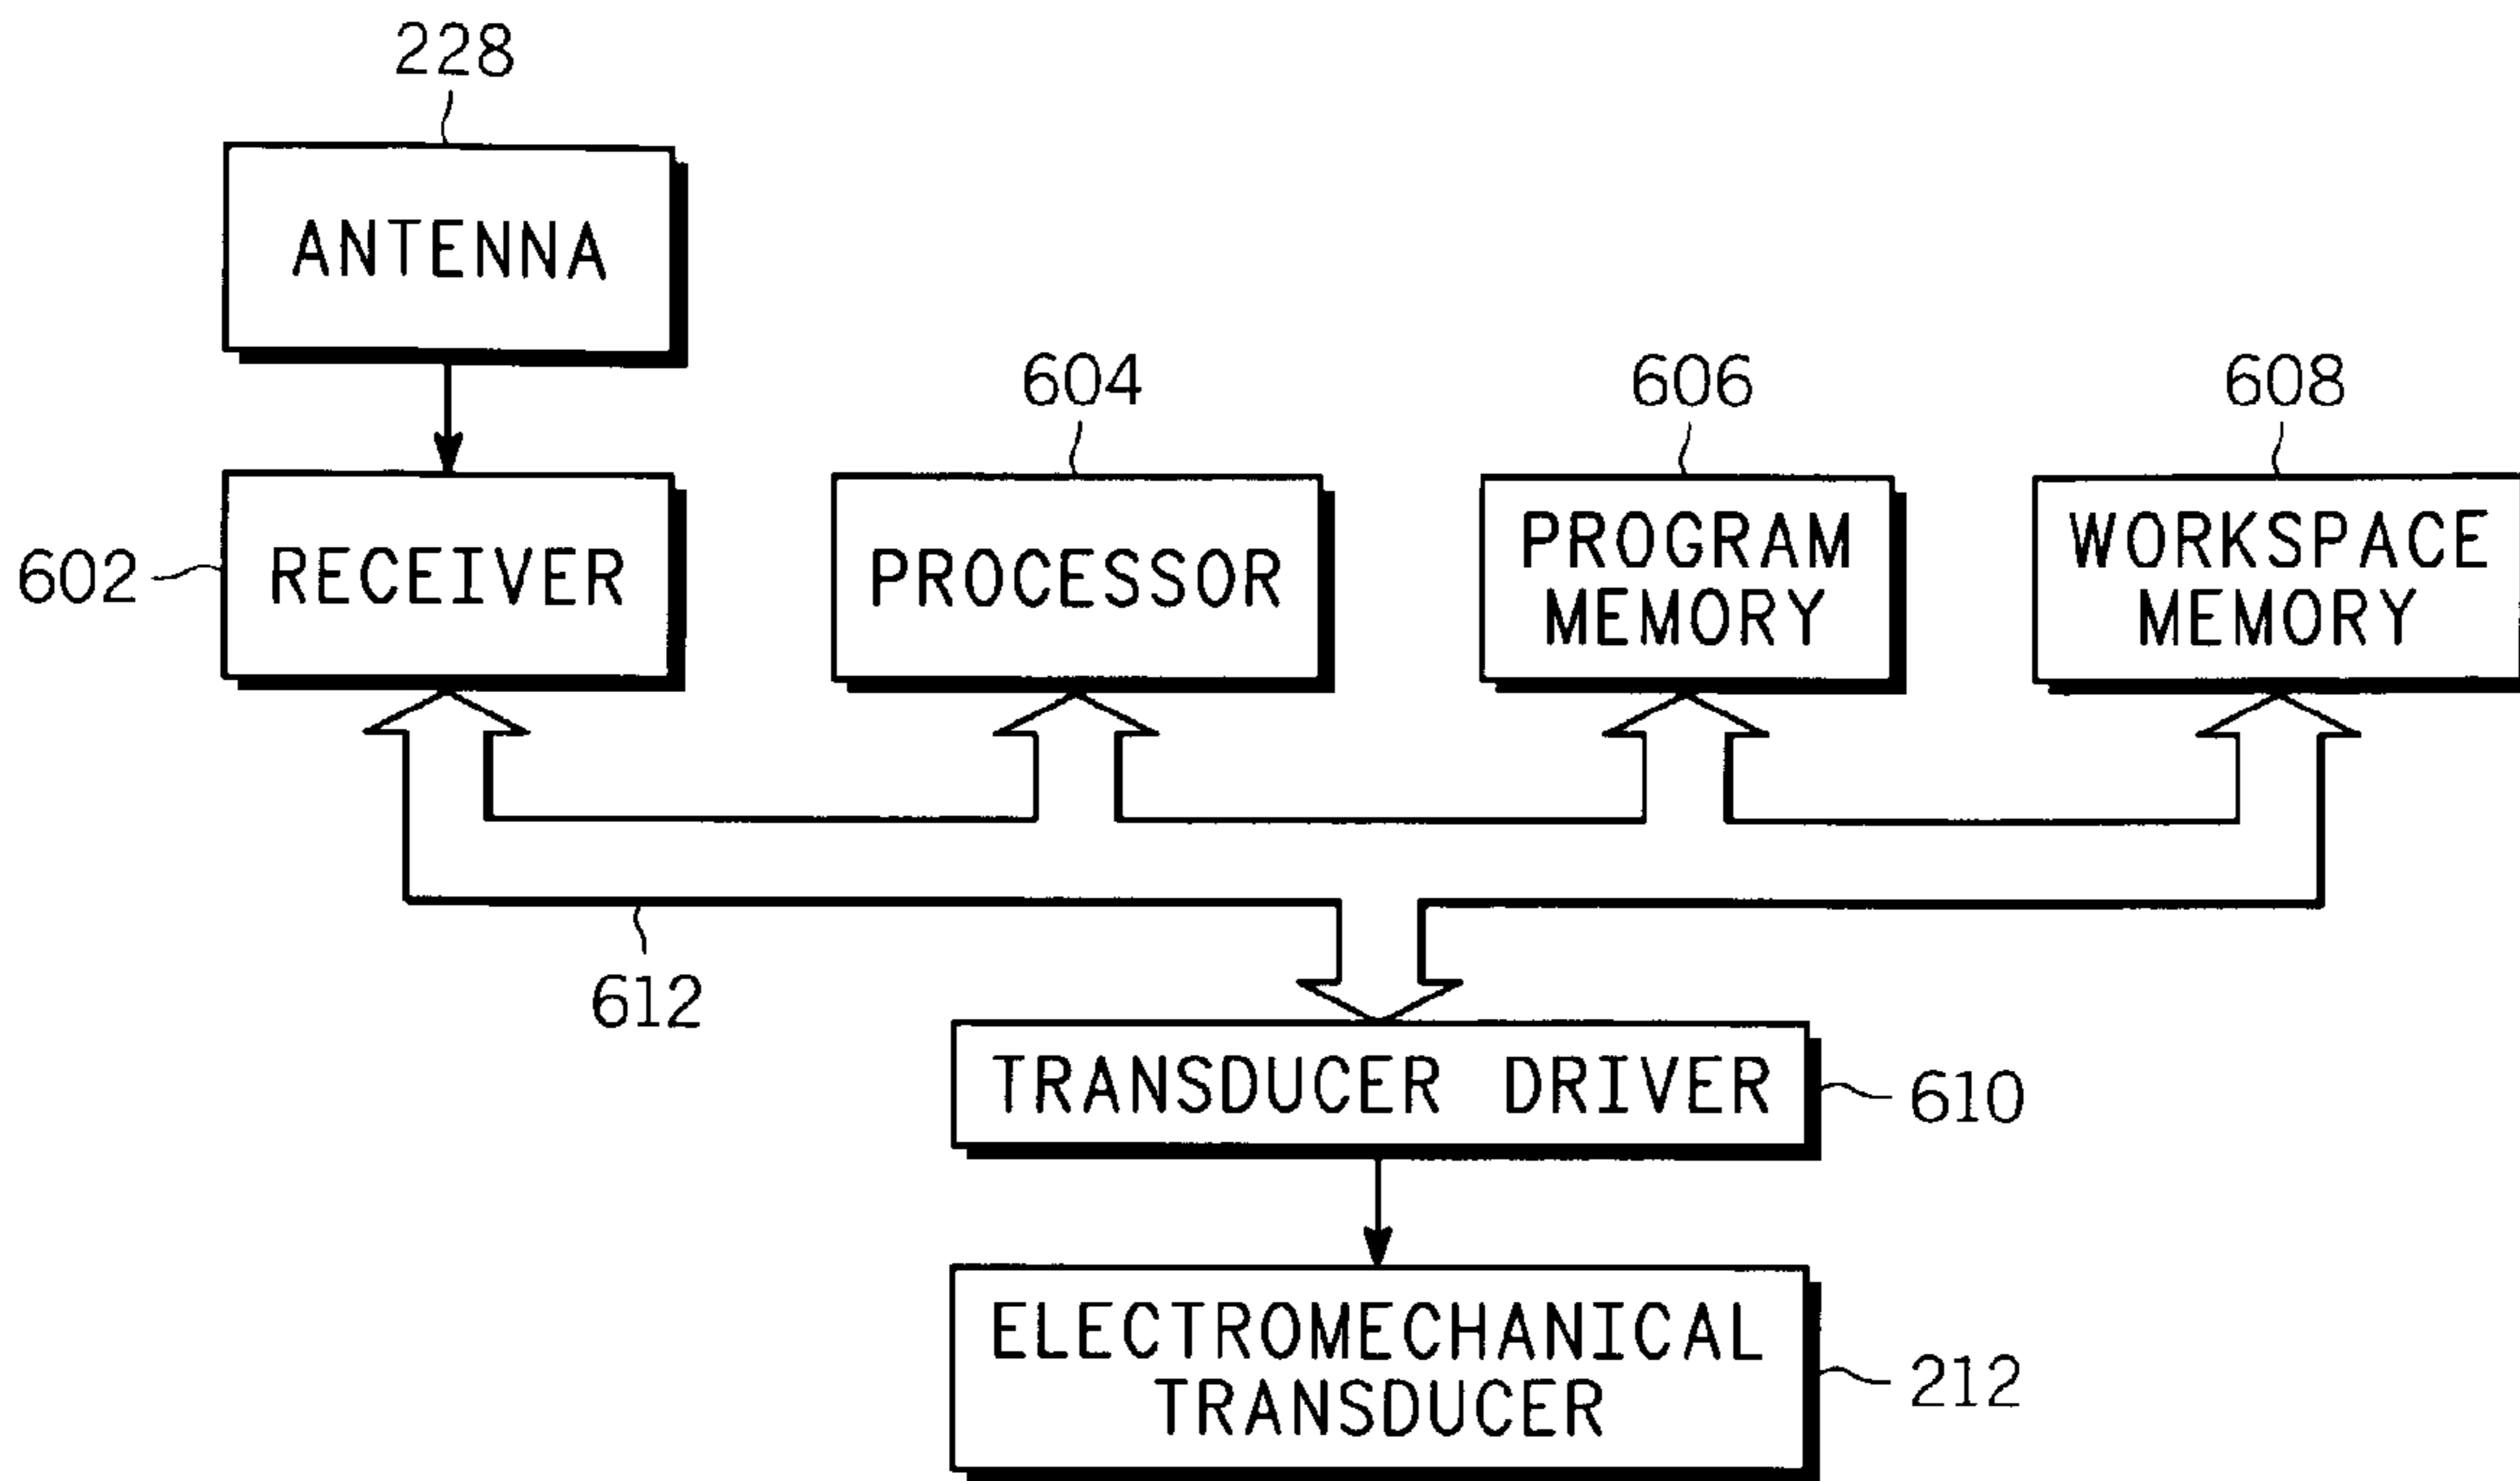 228
ANTENNA
604
606
608
602
RECEIVER
PROCESSOR
PROGRAM
MEMORY
WORKSPACE
MEMORY
612
TRANSDUCER DRIVER
610
ELECTROMECHANICAL
TRANSDUCER
212